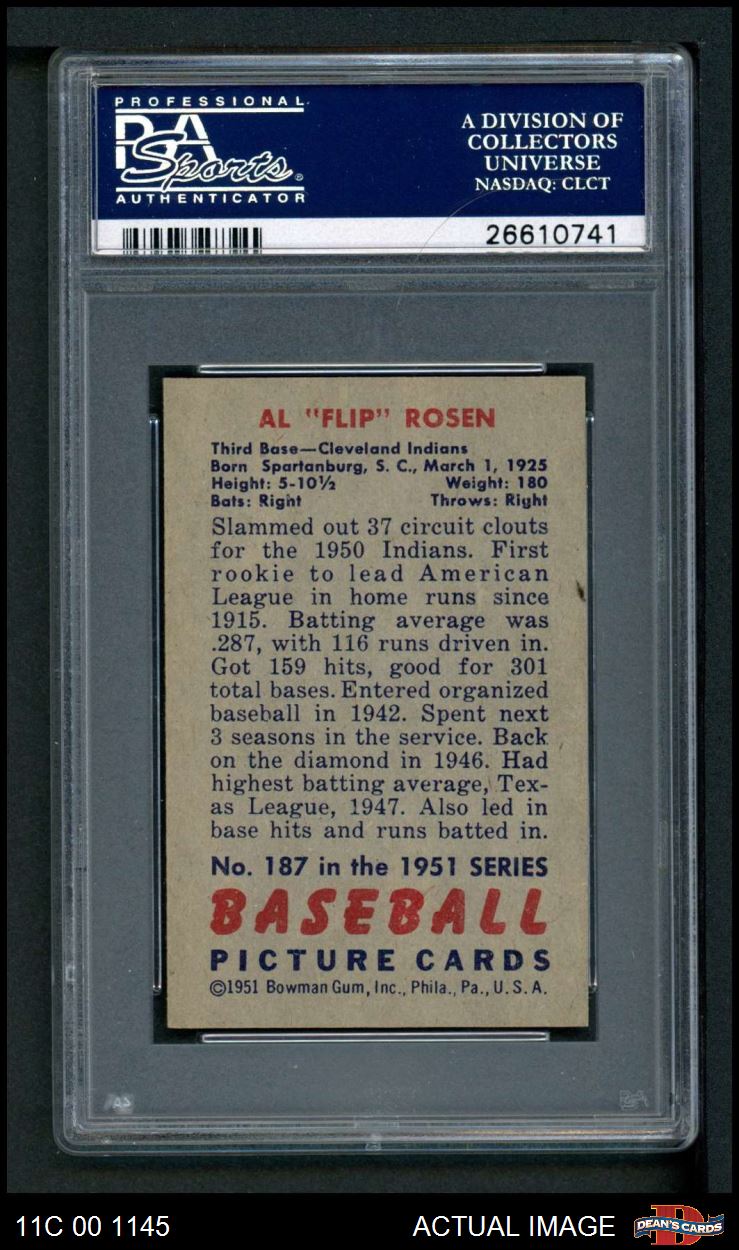 PROFESSIONAL
PSA
Sports®
AUTHENTICATOR
A DIVISION OF
COLLECTORS
UNIVERSE
NASDAQ: CLCT
26610741
AL "FLIP" ROSEN
Third Base—Cleveland Indians
Born Spartanburg, S. C., March 1, 1925
Height: 5-10½ Weight: 180
Bats: Right Throws: Right
Slammed out 37 circuit clouts
for the 1950 Indians. First
rookie to lead American
League in home runs since
1915. Batting average was
.287, with 116 runs driven in.
Got 159 hits, good for 301
total bases. Entered organized
baseball in 1942. Spent next
3 seasons in the service. Back
on the diamond in 1946. Had
highest batting average, Tex-
as League, 1947. Also led in
base hits and runs batted in.
No. 187 in the 1951 SERIES
BASEBALL
PICTURE CARDS
©1951 Bowman Gum, Inc., Phila., Pa., U. S. A.
11C 00 1145
ACTUAL IMAGE
DEAN'S CARDS